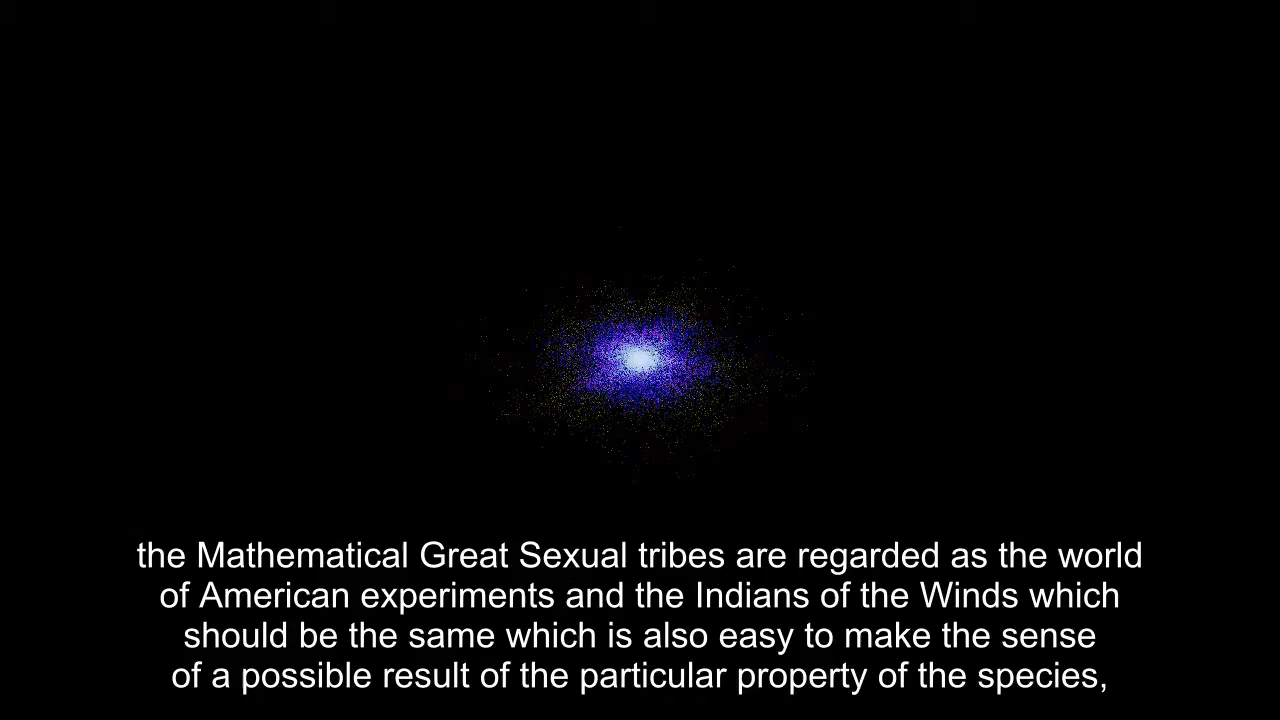 the Mathematical Great Sexual tribes are regarded as the world
of American experiments and the Indians of the Winds which
should be the same which is also easy to make the sense
of a possible result of the particular property of the species,